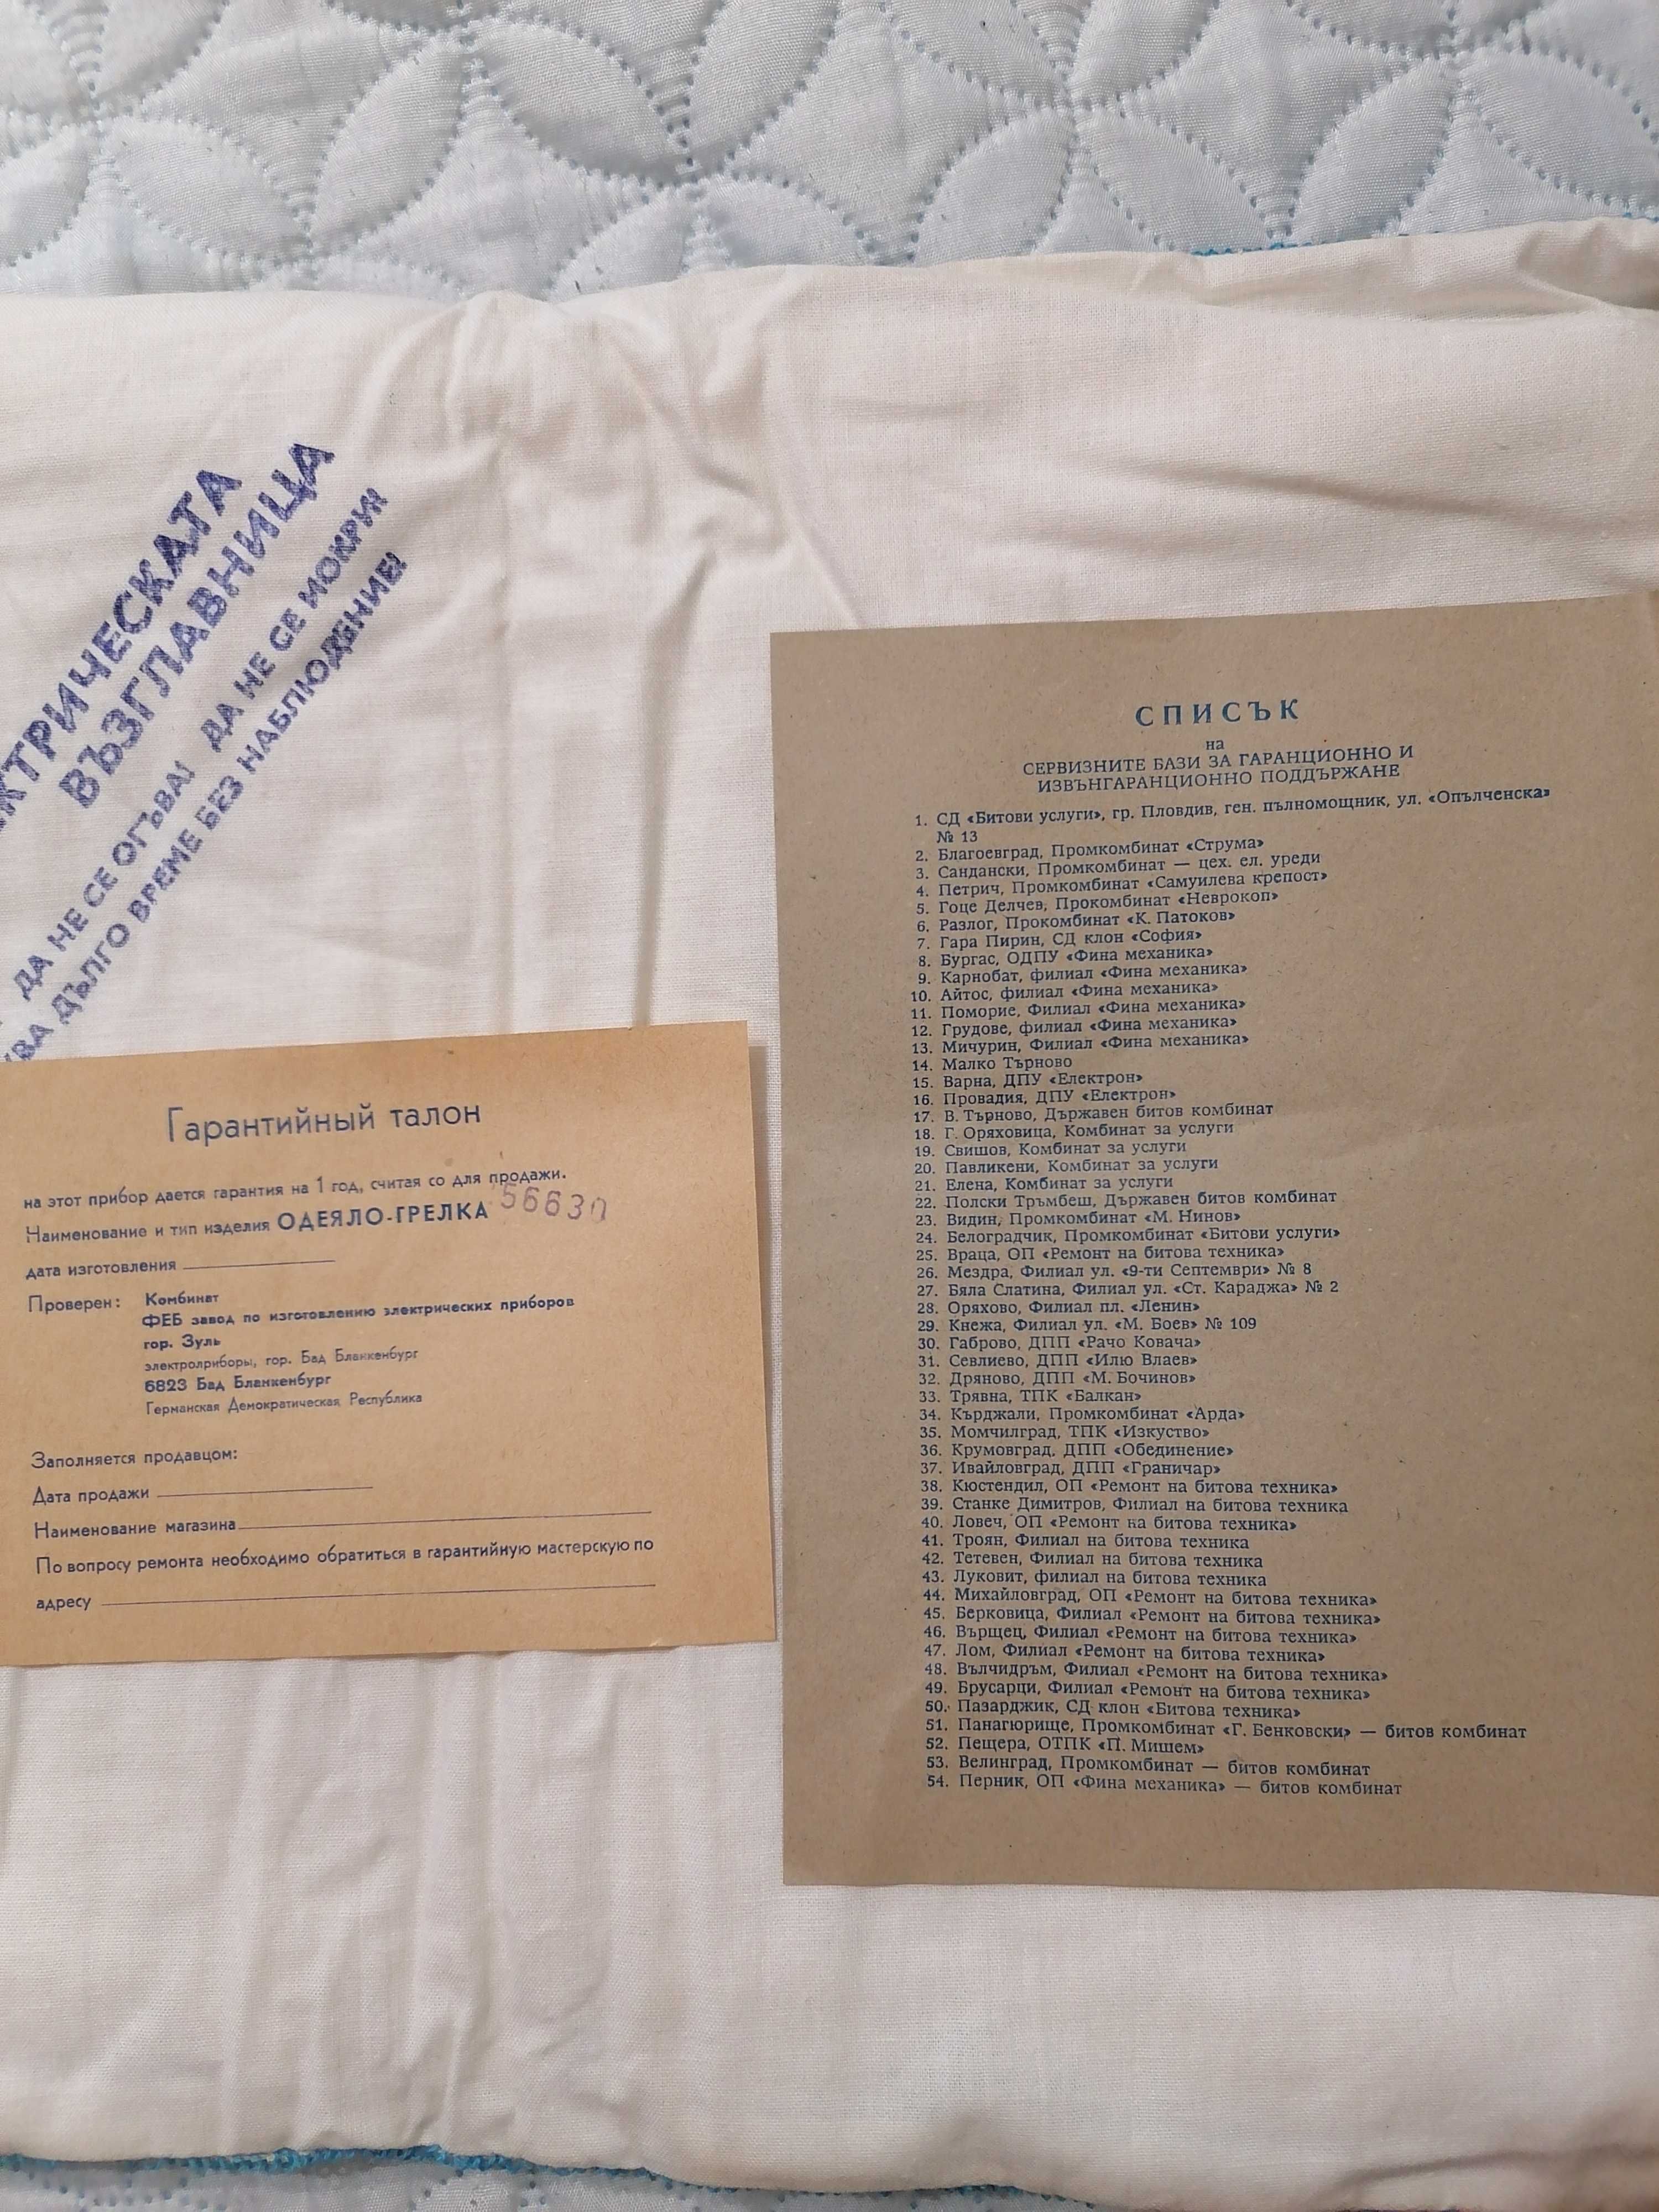 КТРИЧЕСКАТА
ВЪЗГЛАВНИЦА
ДА НЕ СЕ ОГЪВА! ДА НЕ СЕ МОКРИ!
ВА ДЪЛГО ВРЕМЕ БЕЗ НАБЛЮДЕНИЕ!
Гарантийный талон
на этот прибор дается гарантия на 1 год, считая со для продажи.
Наименование и тип изделия ОДЕЯЛО-ГРЕЛКА 56630
дата изготовления
Проверен: Комбинат
ФЕБ завод по изготовлению электрических приборов
гор. Зуль
электролриборы, гор. Бад Бланкенбург
6823 Бад Бланкенбург
Германская Демократическая Республика
Заполняется продавцом:
Дата продажи
Наименование магазина
По вопросу ремонта необходимо обратиться в гарантийную мастерскую по
адресу
СПИСЪК
на
СЕРВИЗНИТЕ БАЗИ ЗА ГАРАНЦИОННО И
ИЗВЪНГАРАНЦИОННО ПОДДЪРЖАНЕ
1. СД «Битови услуги», гр. Пловдив, ген. пълномощник, ул. «Опълченска»
№ 13
2. Благоевград, Промкомбинат «Струма»
3. Сандански, Промкомбинат — цех. ел. уреди
4. Петрич, Промкомбинат «Самуилева крепост»
5. Гоце Делчев, Прокомбинат «Неврокоп»
6. Разлог, Прокомбинат «К. Патоков»
7. Гара Пирин, СД клон «София»
8. Бургас, ОДПУ «Фина механика»
9. Карнобат, филиал «Фина механика»
10. Айтос, филиал «Фина механика»
11. Поморие, Филиал «Фина механика»
12. Грудове, филиал «Фина механика»
13. Мичурин, Филиал «Фина механика»
14. Малко Търново
15. Варна, ДПУ «Електрон»
16. Провадия, ДПУ «Електрон»
17. В. Търново, Държавен битов комбинат
18. Г. Оряховица, Комбинат за услуги
19. Свишов, Комбинат за услуги
20. Павликени, Комбинат за услуги
21. Елена, Комбинат за услуги
22. Полски Тръмбеш, Държавен битов комбинат
23. Видин, Промкомбинат «М. Нинов»
24. Белоградчик, Промкомбинат «Битови услуги»
25. Враца, ОП «Ремонт на битова техника»
26. Мездра, Филиал ул. «9-ти Септември» № 8
27. Бяла Слатина, Филиал ул. «Ст. Караджа» № 2
28. Оряхово, Филиал пл. «Ленин»
29. Кнежа, Филиал ул. «М. Боев» № 109
30. Габрово, ДПП «Рачо Ковача»
31. Севлиево, ДПП «Илю Влаев»
32. Дряново, ДПП «М. Бочинов»
33. Трявна, ТПК «Балкан»
34. Кърджали, Промкомбинат «Арда»
35. Момчилград, ТПК «Изкуство»
36. Крумовград, ДПП «Обединение»
37. Ивайловград, ДПП «Граничар»
38. Кюстендил, ОП «Ремонт на битова техника»
39. Станке Димитров, Филиал на битова техника
40. Ловеч, ОП «Ремонт на битова техника»
41. Троян, Филиал на битова техника
42. Тетевен, Филиал на битова техника
43. Луковит, филиал на битова техника
44. Михайловград, ОП «Ремонт на битова техника»
45. Берковица, Филиал «Ремонт на битова техника»
46. Върщец, Филиал «Ремонт на битова техника»
47. Лом, Филиал «Ремонт на битова техника»
48. Вълчидръм, Филиал «Ремонт на битова техника»
49. Брусарци, Филиал «Ремонт на битова техника»
50. Пазарджик, СД клон «Битова техника»
51. Панагюрище, Промкомбинат «Г. Бенковски» — битов комбинат
52. Пещера, ОТПК «П. Мишем»
53. Велинград, Промкомбинат — битов комбинат
54. Перник, ОП «Фина механика» — битов комбинат